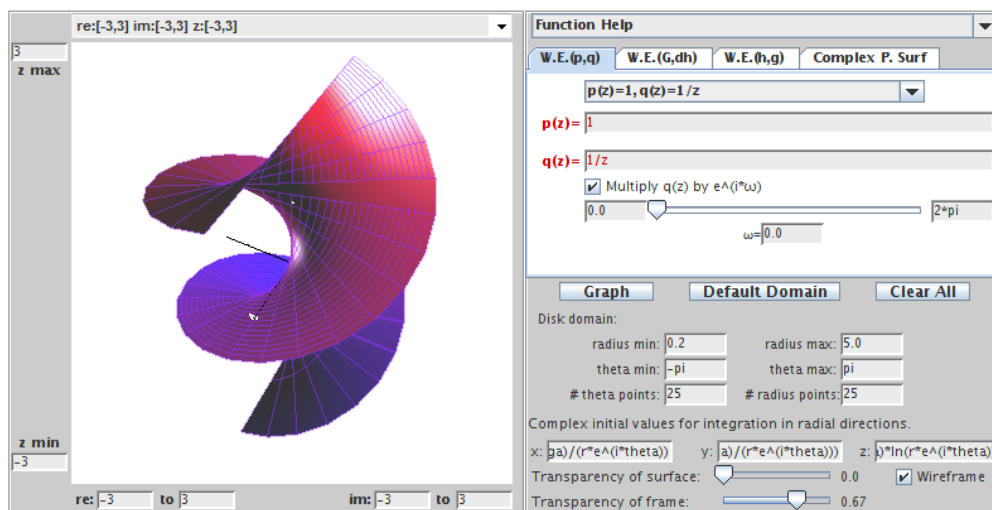 re:[-3,3] im:[-3,3] z:[-3,3]
3
z max
z min
-3
re: -3 to 3 im: -3 to 3
Function Help
W.E.(p,q) W.E.(G,dh) W.E.(h,g) Complex P. Surf
p(z)=1, q(z)=1/z
p(z)= 1
q(z)= 1/z
Multiply q(z) by e^(i*ω)
0.0 2*pi
ω= 0.0
Graph Default Domain Clear All
Disk domain:
radius min: 0.2 radius max: 5.0
theta min: -pi theta max: pi
# theta points: 25 # radius points: 25
Complex initial values for integration in radial directions.
x: ga)/(r*e^(i*theta)) y: a)/(r*e^(i*theta))) z: )*ln(r*e^(i*theta))
Transparency of surface: 0.0 Wireframe
Transparency of frame: 0.67